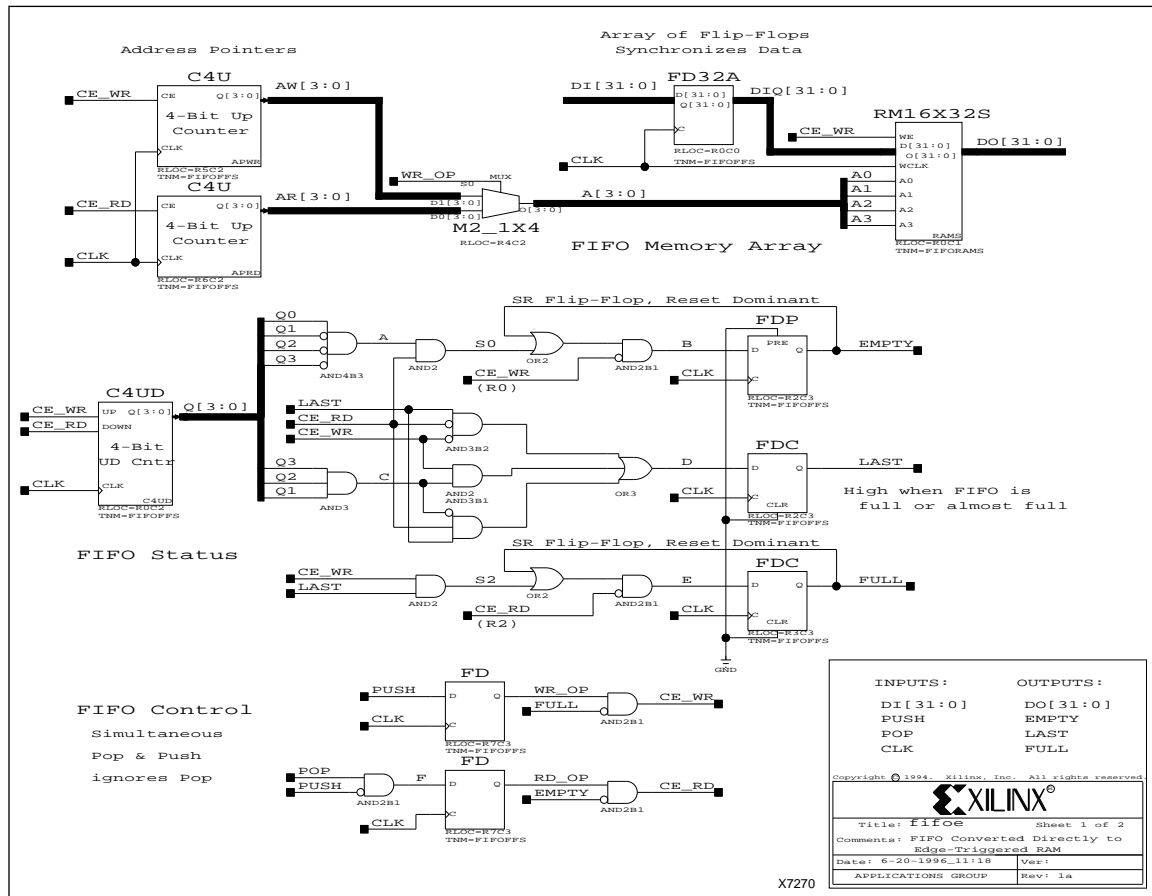 Address Pointers
Array of Flip-Flops
Synchronizes Data
C4U
CE_WR
CE
Q[3:0]
AW[3:0]
4-Bit Up
Counter
CLK
APWR
RLOC=R5C2
TNM=FIFOFFS
FD32A
DI[31:0]
D[31:0]
Q[31:0]
DIQ[31:0]
C
CLK
RLOC=R0C0
TNM=FIFOFFS
RM16X32S
CE_WR
WE
D[31:0]
O[31:0]
DO[31:0]
WCLK
A0
A0
A1
A1
A2
A2
A3
A3
RAMS
RLOC=R0C1
TNM=FIFORAMS
C4U
CE_RD
CE
Q[3:0]
AR[3:0]
4-Bit Up
Counter
CLK
CLK
APRD
RLOC=R6C2
TNM=FIFOFFS
WR_OP
MUX
S0
D1[3:0]
D0[3:0]
O[3:0]
A[3:0]
M2_1X4
RLOC=R4C2
FIFO Memory Array
SR Flip-Flop, Reset Dominant
Q0
Q1
Q2
Q3
A
AND4B3
AND2
S0
OR2
CE_WR
(R0)
AND2B1
B
FDP
PRE
D
Q
EMPTY
CLK
C
RLOC=R2C3
TNM=FIFOFFS
C4UD
CE_WR
UP
Q[3:0]
Q[3:0]
CE_RD
DOWN
4-Bit
UD Cntr
CLK
CLK
C4UD
RLOC=R0C2
TNM=FIFOFFS
LAST
CE_RD
CE_WR
AND3B2
Q3
Q2
Q1
AND3
C
AND2
AND3B1
OR3
D
FDC
D
Q
LAST
CLK
C
CLR
RLOC=R2C3
TNM=FIFOFFS
High when FIFO is
full or almost full
FIFO Status
SR Flip-Flop, Reset Dominant
CE_WR
LAST
AND2
S2
OR2
CE_RD
(R2)
AND2B1
E
FDC
D
Q
FULL
CLK
C
CLR
RLOC=R3C3
TNM=FIFOFFS
GND
FIFO Control
Simultaneous
Pop & Push
ignores Pop
FD
PUSH
D
Q
WR_OP
FULL
AND2B1
CE_WR
CLK
C
RLOC=R7C3
TNM=FIFOFFS
FD
POP
PUSH
AND2B1
F
D
Q
RD_OP
EMPTY
AND2B1
CE_RD
CLK
C
RLOC=R7C3
TNM=FIFOFFS
INPUTS: OUTPUTS:
DI[31:0] DO[31:0]
PUSH EMPTY
POP LAST
CLK FULL
Copyright © 1994. Xilinx, Inc. All rights reserved.
XILINX®
Title: fifoe Sheet 1 of 2
Comments: FIFO Converted Directly to
Edge-Triggered RAM
Date: 6-20-1996_11:18 Ver:
APPLICATIONS GROUP Rev: 1a
X7270